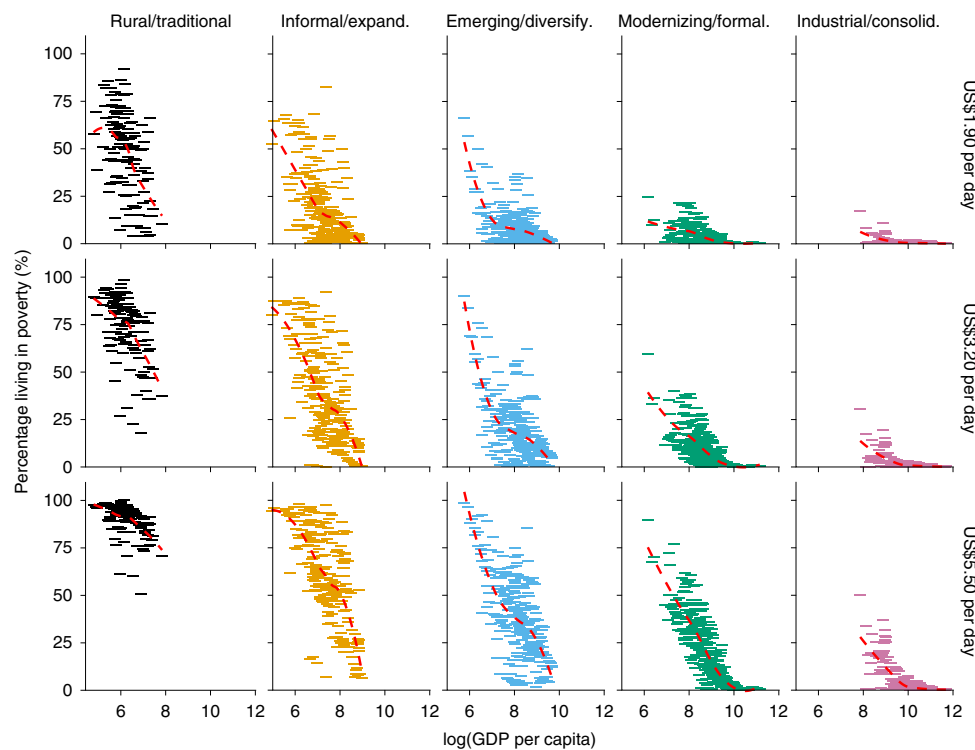 Rural/traditional Informal/expand. Emerging/diversify. Modernizing/formal. Industrial/consolid.
100
75
50
25
0
US$1.90 per day
100
75
50
25
0
US$3.20 per day
100
75
50
25
0
US$5.50 per day
Percentage living in poverty (%)
6 8 10 12 6 8 10 12 6 8 10 12 6 8 10 12 6 8 10 12
log(GDP per capita)